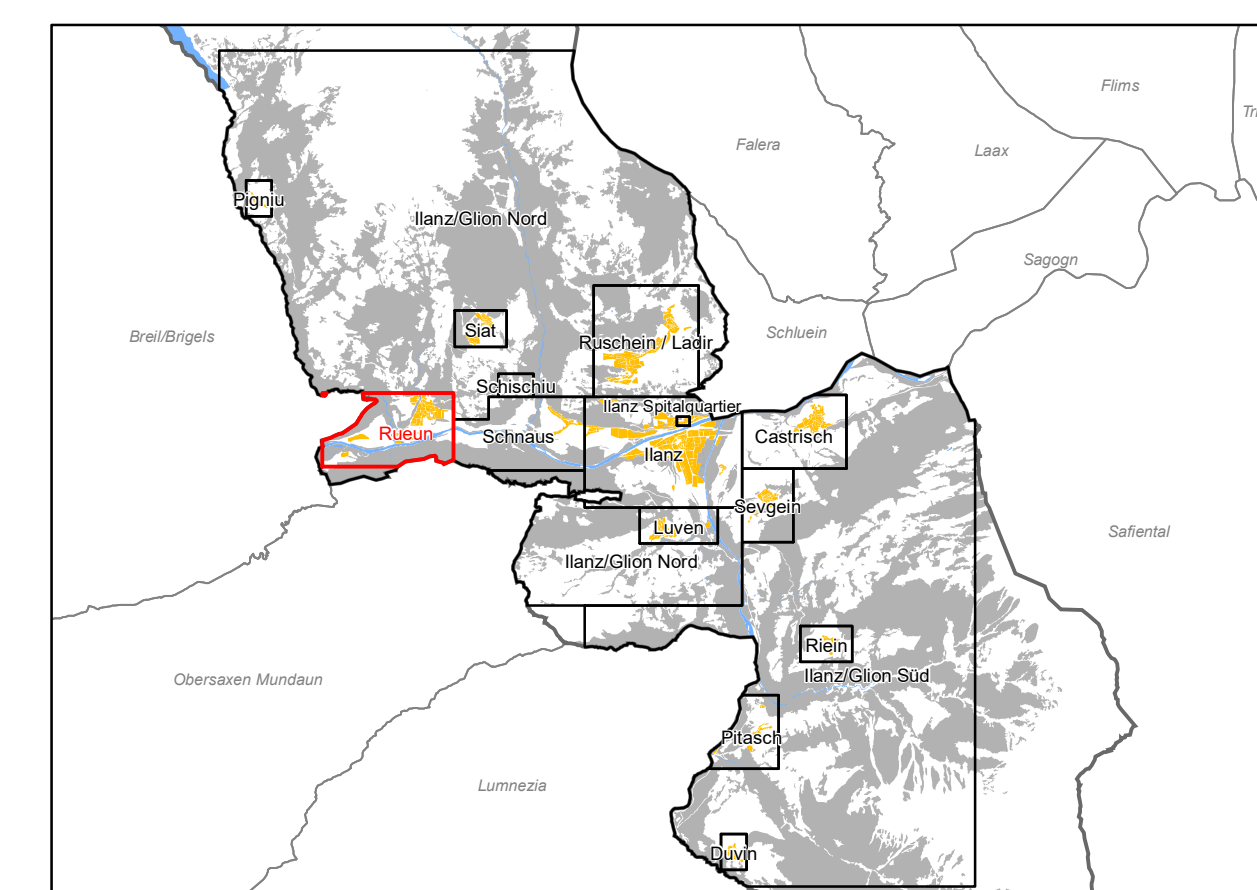 Flims
Tri
Falera
Laax
Pigniu
Ilanz/Glion Nord
Sagogn
Breil/Brigels
Siat
Schluein
Ruschein / Ladir
Schischiu
Ilanz Spitalquartier
Rueun
Schnaus
Castrisch
Ilanz
Sevgein
Luven
Safiental
Ilanz/Glion Nord
Riein
Obersaxen Mundaun
Ilanz/Glion Süd
Pitasch
Lumnezia
Duvin